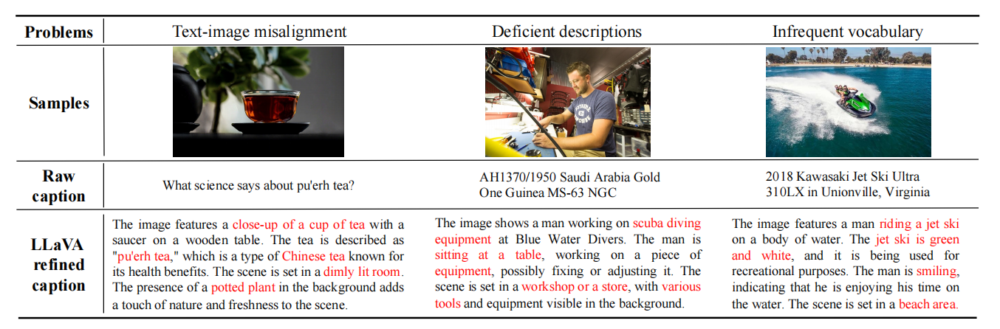 Problems
Text-image misalignment
Deficient descriptions
Infrequent vocabulary
Samples
Raw
caption
What science says about pu'erh tea?
AH1370/1950 Saudi Arabia Gold
One Guinea MS-63 NGC
2018 Kawasaki Jet Ski Ultra
310LX in Unionville, Virginia
LLaVA
refined
caption
The image features a close-up of a cup of tea with a
saucer on a wooden table. The tea is described as
"pu'erh tea," which is a type of Chinese tea known for
its health benefits. The scene is set in a dimly lit room.
The presence of a potted plant in the background adds
a touch of nature and freshness to the scene.
The image shows a man working on scuba diving
equipment at Blue Water Divers. The man is
sitting at a table, working on a piece of
equipment, possibly fixing or adjusting it. The
scene is set in a workshop or a store, with various
tools and equipment visible in the background.
The image features a man riding a jet ski
on a body of water. The jet ski is green
and white, and it is being used for
recreational purposes. The man is smiling,
indicating that he is enjoying his time on
the water. The scene is set in a beach area.